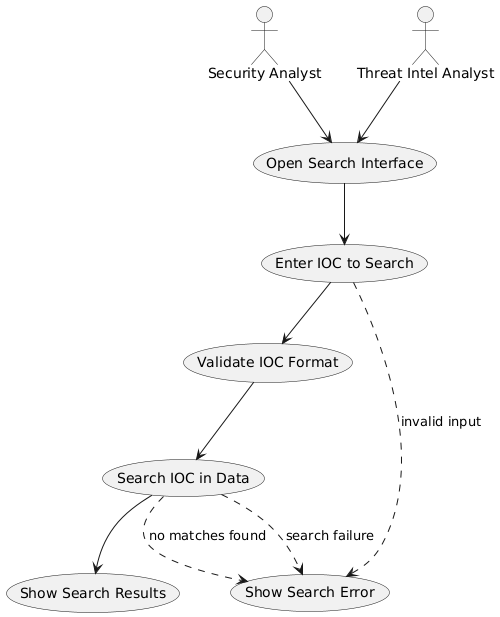 Security Analyst
Threat Intel Analyst
Open Search Interface
Enter IOC to Search
Validate IOC Format
invalid input
Search IOC in Data
no matches found
search failure
Show Search Results
Show Search Error